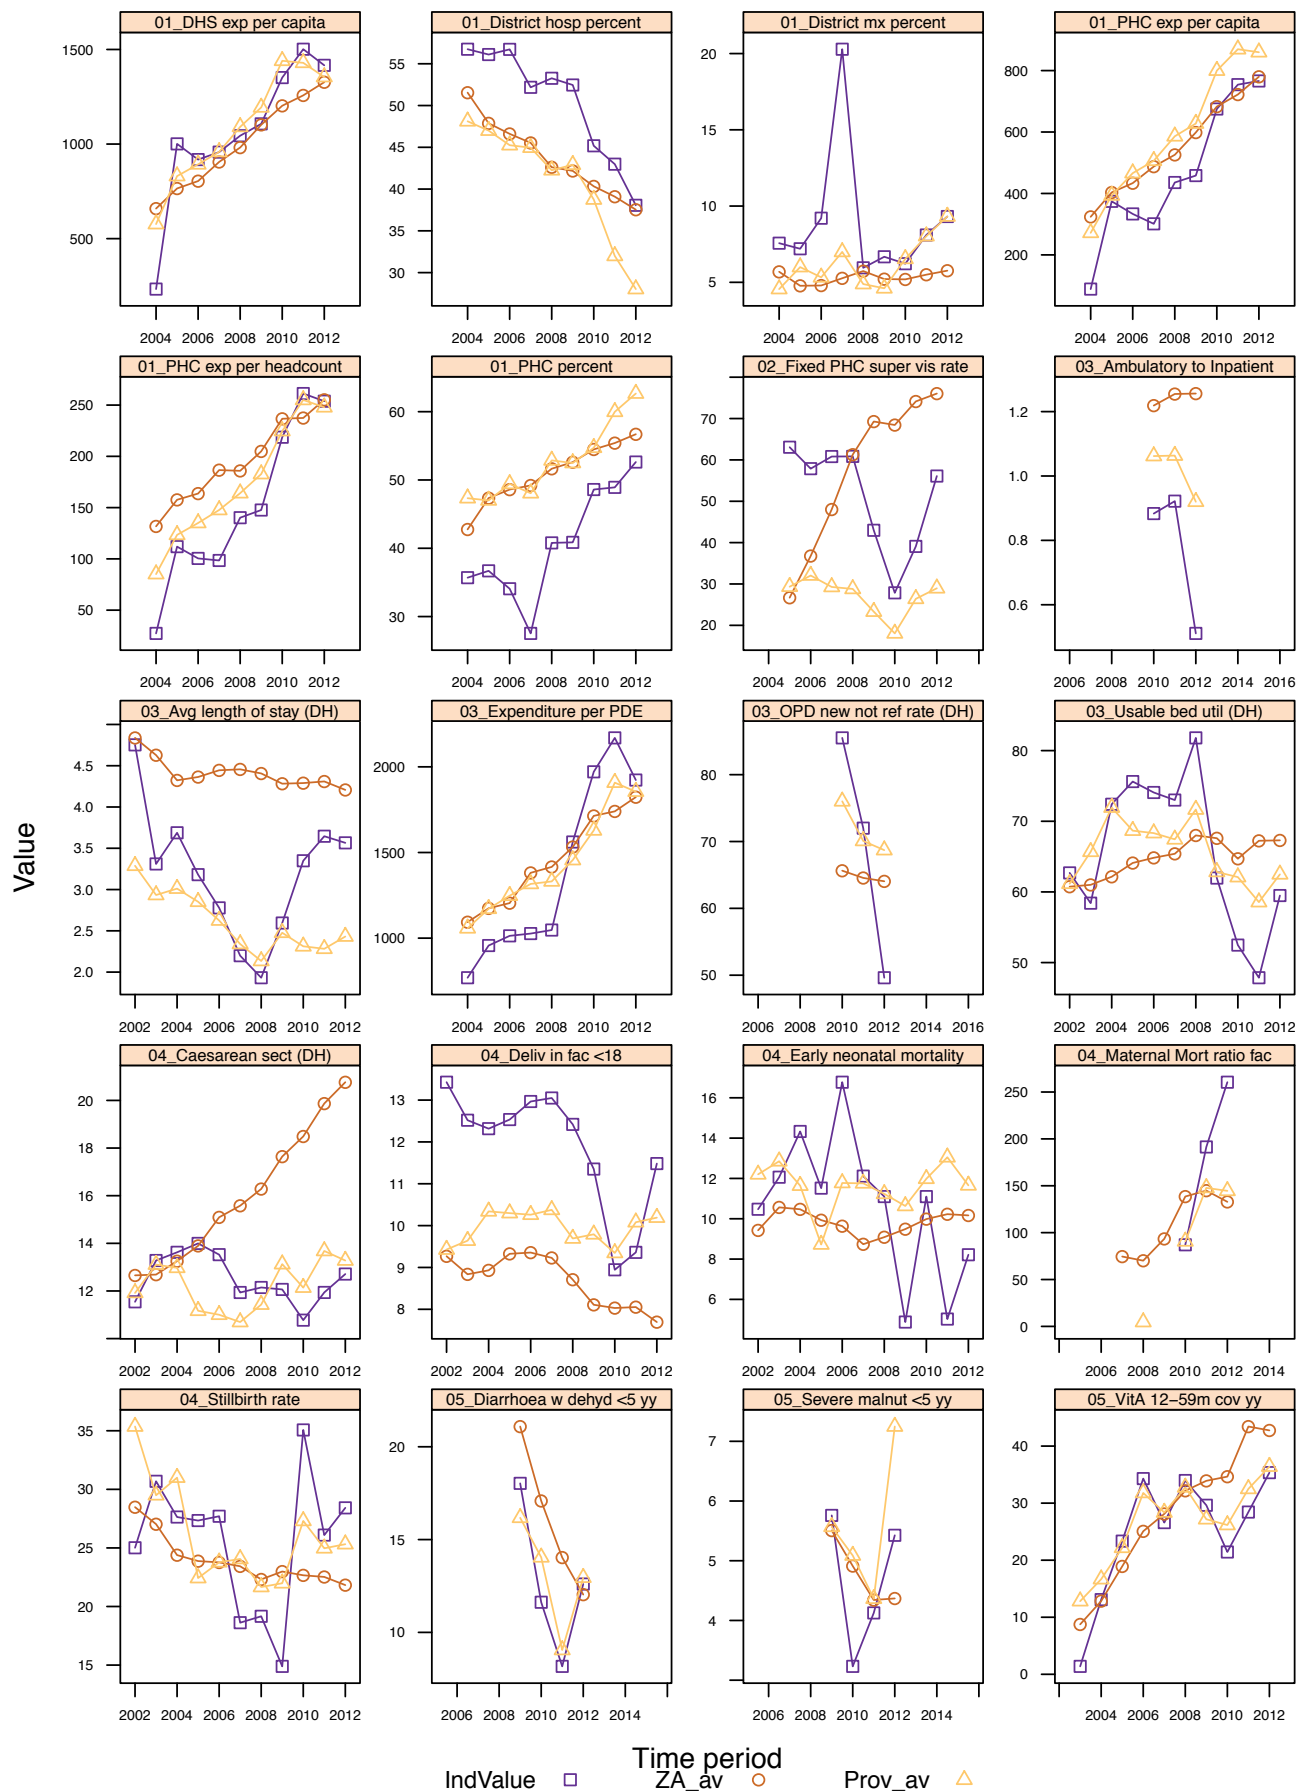 01_DHS exp per capita 01_District hosp percent 01_District mx percent 01_PHC exp per capita
1500 1000 500
55 50 45 40 35 30
20 15 10 5
800 600 400 200
2004 2006 2008 2010 2012 2004 2006 2008 2010 2012 2004 2006 2008 2010 2012 2004 2006 2008 2010 2012
01_PHC exp per headcount 01_PHC percent 02_Fixed PHC super vis rate 03_Ambulatory to Inpatient
250 200 150 100 50
60 50 40 30
70 60 50 40 30 20
1.2 1.0 0.8 0.6
2004 2006 2008 2010 2012 2004 2006 2008 2010 2012 2004 2006 2008 2010 2012 2006 2008 2010 2012 2014 2016
03_Avg length of stay (DH) 03_Expenditure per PDE 03_OPD new not ref rate (DH) 03_Usable bed util (DH)
4.5 4.0 3.5 3.0 2.5 2.0
2000 1500 1000
80 70 60 50
80 70 60 50
2002 2004 2006 2008 2010 2012 2004 2006 2008 2010 2012 2006 2008 2010 2012 2014 2016 2002 2004 2006 2008 2010 2012
04_Caesarean sect (DH) 04_Deliv in fac <18 04_Early neonatal mortality 04_Maternal Mort ratio fac
20 18 16 14 12
13 12 11 10 9 8
16 14 12 10 8 6
250 200 150 100 50 0
2002 2004 2006 2008 2010 2012 2002 2004 2006 2008 2010 2012 2002 2004 2006 2008 2010 2012 2006 2008 2010 2012 2014
04_Stillbirth rate 05_Diarrhoea w dehyd <5 yy 05_Severe malnut <5 yy 05_VitA 12−59m cov yy
35 30 25 20 15
20 15 10
7 6 5 4
40 30 20 10 0
2002 2004 2006 2008 2010 2012 2006 2008 2010 2012 2014 2006 2008 2010 2012 2014 2004 2006 2008 2010 2012
Value
Time period
IndValue ZA_av Prov_av